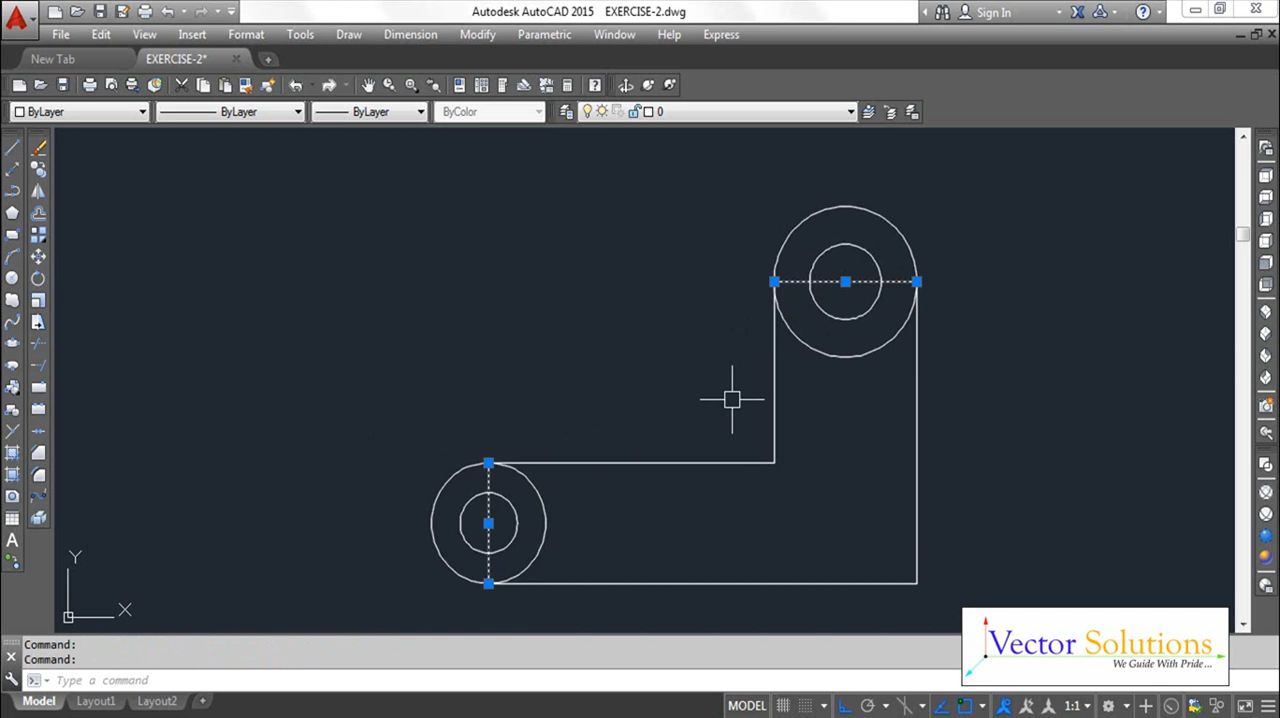 Autodesk AutoCAD 2015 EXERCISE-2.dwg
Sign In
File Edit View Insert Format Tools Draw Dimension Modify Parametric Window Help Express
New Tab EXERCISE-2*
ByLayer ByLayer ByLayer ByColor 0
A
Y
X
Command:
Command:
Type a command
Vector Solutions
We Guide With Pride...
Model Layout1 Layout2 +
MODEL 1:1